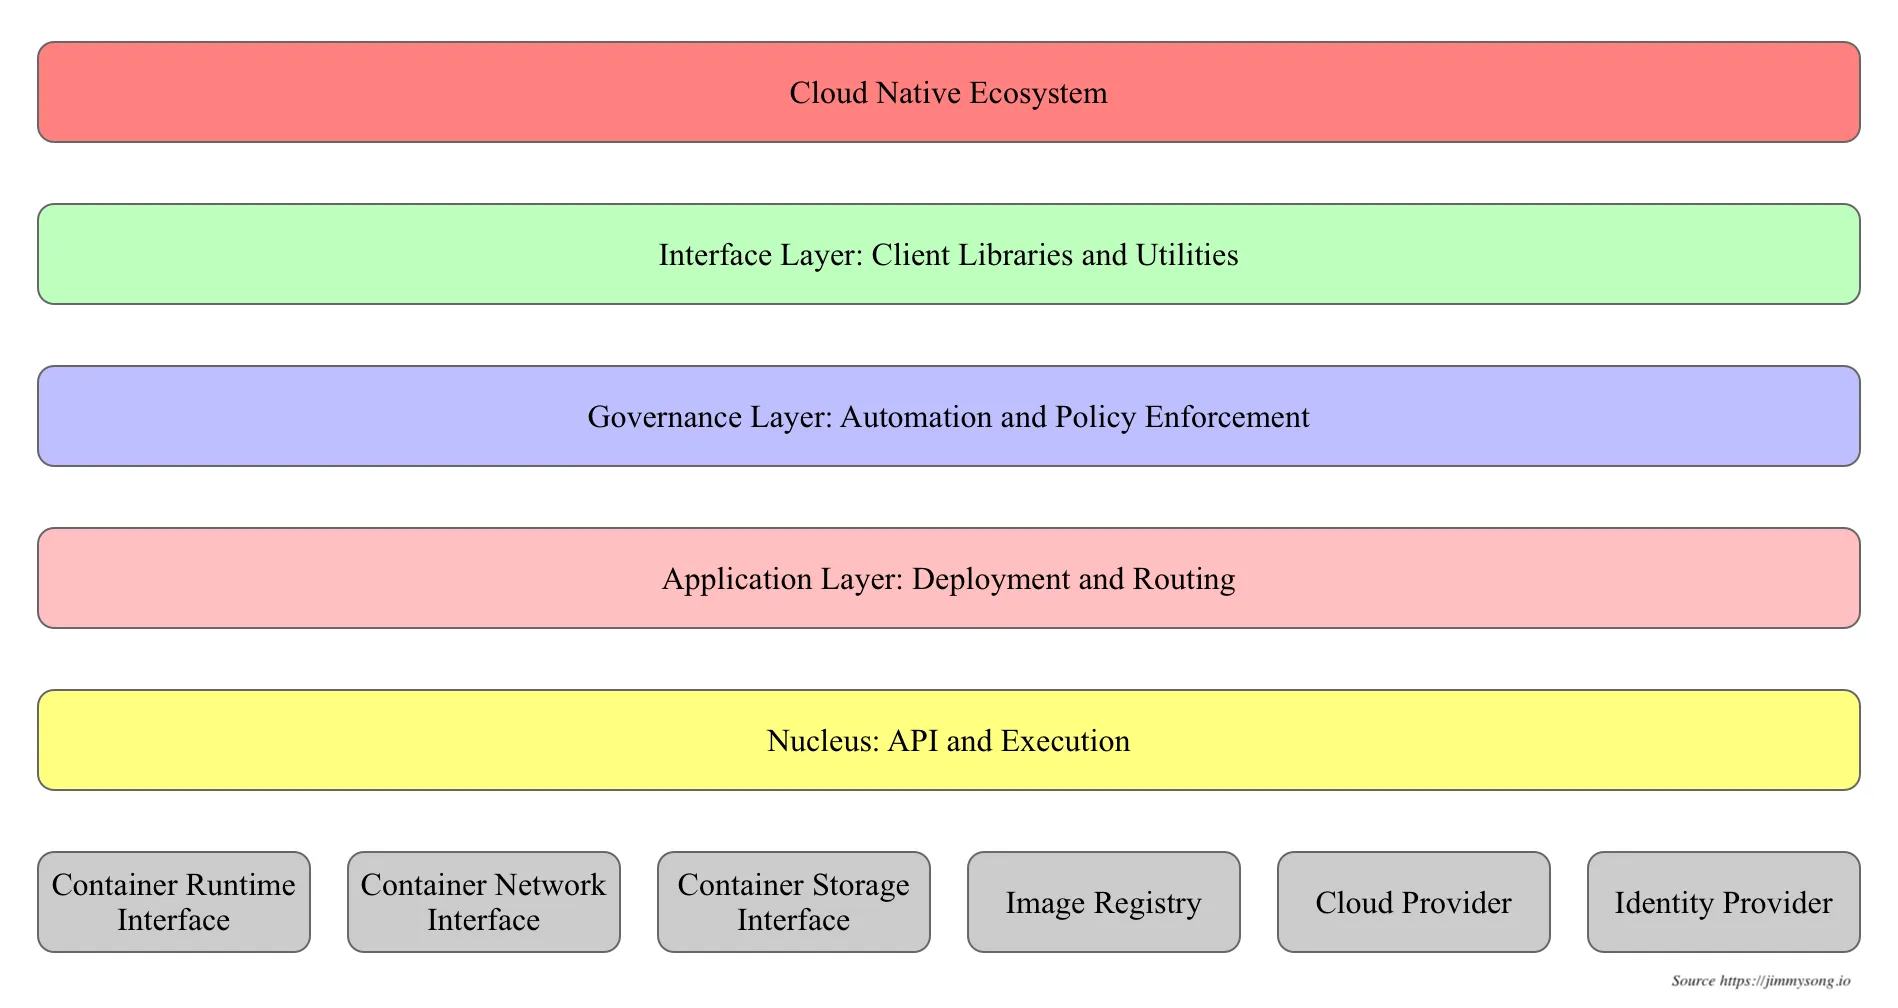 Cloud Native Ecosystem
Interface Layer: Client Libraries and Utilities
Governance Layer: Automation and Policy Enforcement
Application Layer: Deployment and Routing
Nucleus: API and Execution
Container Runtime
Interface
Container Network
Interface
Container Storage
Interface
Image Registry
Cloud Provider
Identity Provider
Source https://jimmysong.io